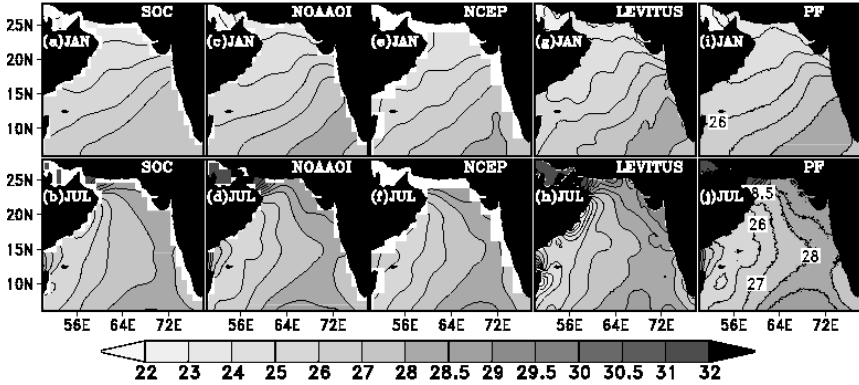 SOC NOAAOI NCEP LEVITUS PF
25N (a)JAN (c)JAN (e)JAN (g)JAN (i)JAN
20N
15N
26
10N
SOC NOAAOI NCEP LEVITUS PF
25N (b)JUL (d)JUL (f)JUL (h)JUL (j)JUL 8.5
20N
26
15N
28
27
10N
56E 64E 72E 56E 64E 72E 56E 64E 72E 56E 64E 72E 56E 64E 72E
22 23 24 25 26 27 28 28.5 29 29.5 30 30.5 31 32